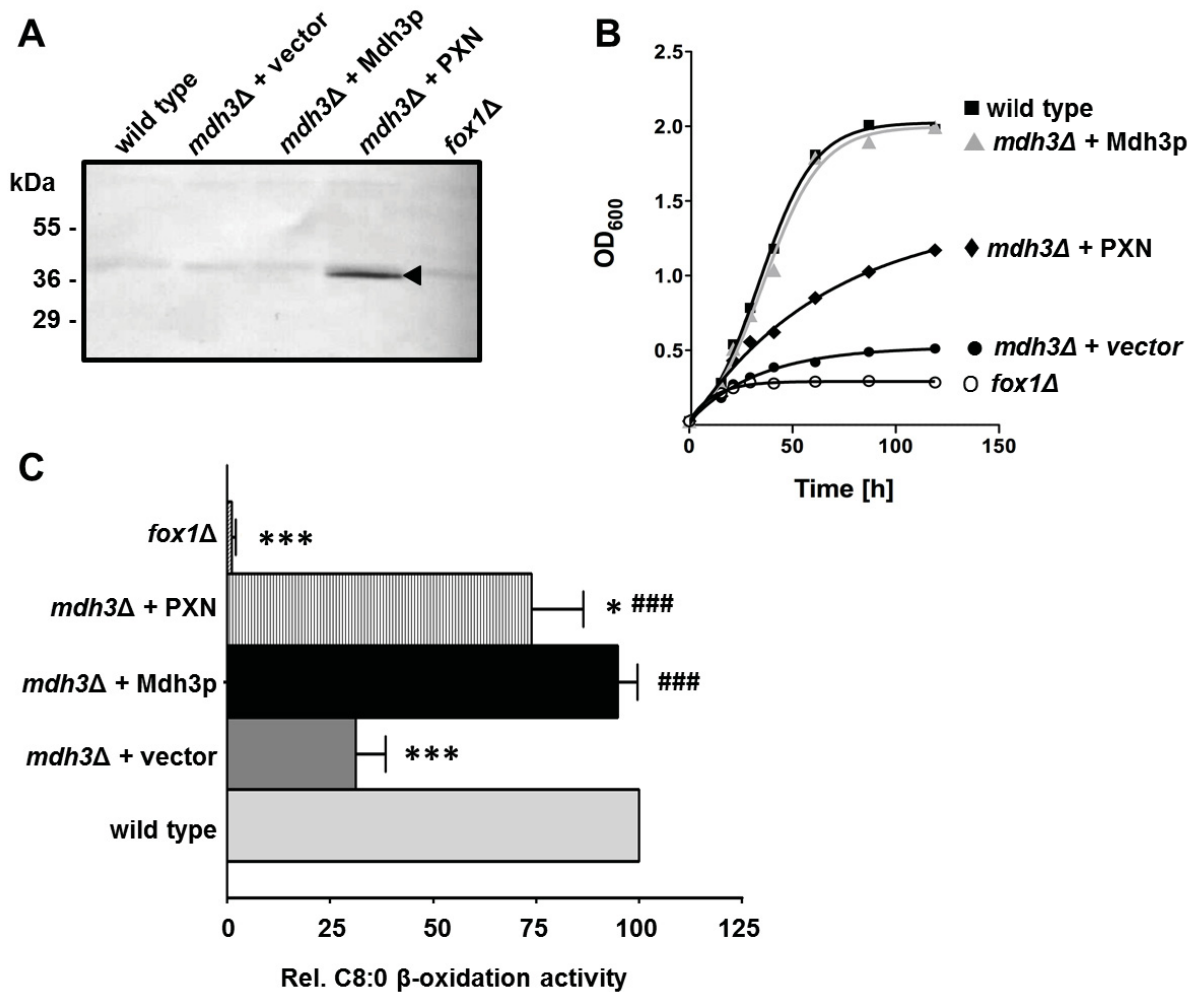 A
wild type
mdh3Δ + vector
mdh3Δ + Mdh3p
mdh3Δ + PXN
fox1Δ
kDa
55 -
36 -
29 -
B
2.5
2.0
1.5
1.0
0.5
OD600
0
50
100
150
Time [h]
wild type
mdh3Δ + Mdh3p
mdh3Δ + PXN
mdh3Δ + vector
fox1Δ
C
fox1Δ
***
mdh3Δ + PXN
* ###
mdh3Δ + Mdh3p
###
mdh3Δ + vector
***
wild type
0
25
50
75
100
125
Rel. C8:0 β-oxidation activity